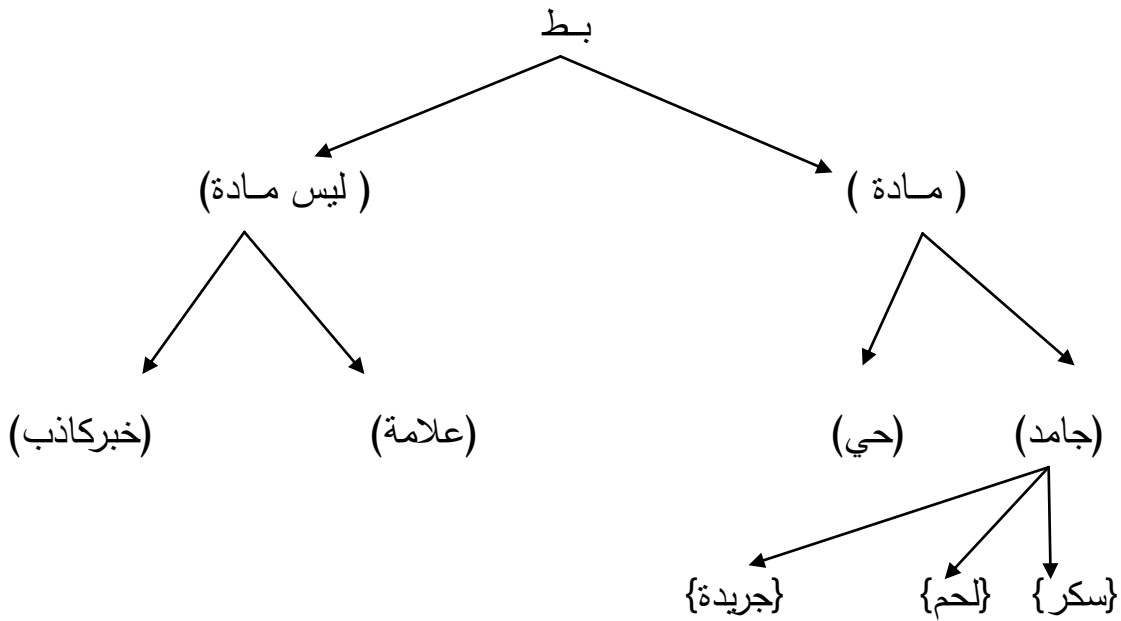 بـط
( مـادة ) ( ليس مـادة)
(جامد) (حي) (علامة) (خبركاذب)
{سكر} {لحم} {جريدة}